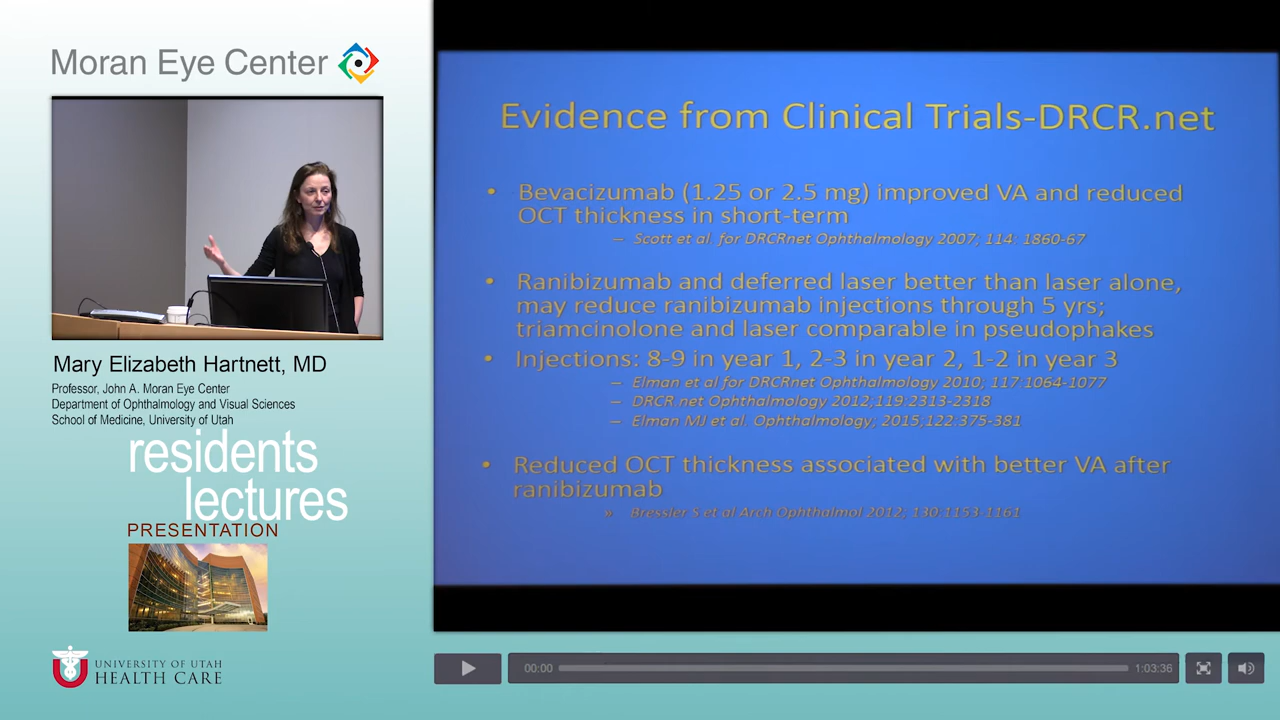 Moran Eye Center
Mary Elizabeth Hartnett, MD
Professor, John A. Moran Eye Center
Department of Ophthalmology and Visual Sciences
School of Medicine, University of Utah
residents
lectures
PRESENTATION
UNIVERSITY OF UTAH
HEALTH CARE
Evidence from Clinical Trials-DRCR.net
• Bevacizumab (1.25 or 2.5 mg) improved VA and reduced
OCT thickness in short-term
– Scott et al. for DRCRnet Ophthalmology 2007; 114: 1860-67
• Ranibizumab and deferred laser better than laser alone,
may reduce ranibizumab injections through 5 yrs;
triamcinolone and laser comparable in pseudophakes
• Injections: 8-9 in year 1, 2-3 in year 2, 1-2 in year 3
– Elman et al for DRCRnet Ophthalmology 2010; 117:1064-1077
– DRCR net Ophthalmology 2012;119:2313-2318
– Elman MJ et al. Ophthalmology, 2015,122:375-381
• Reduced OCT thickness associated with better VA after
ranibizumab
» Bressler S et al Arch Ophthalmol 2012; 130:1153-1161
00:00
1:03:36